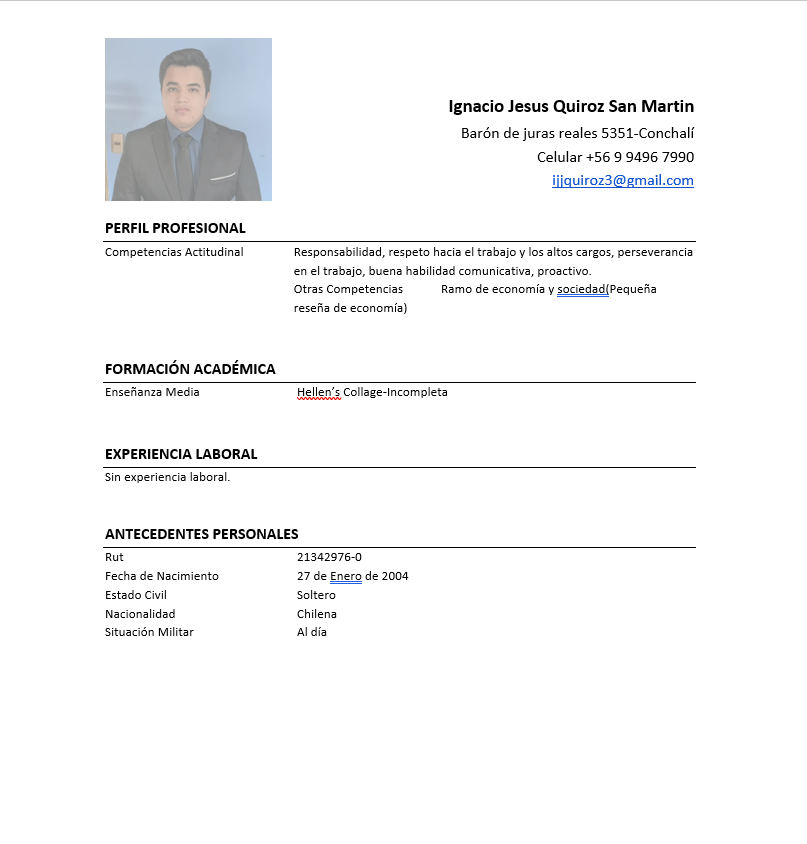 Ignacio Jesus Quiroz San Martin
Barón de juras reales 5351-Conchalí
Celular +56 9 9496 7990
ijjquiroz3@gmail.com
PERFIL PROFESIONAL
Competencias Actitudinal Responsabilidad, respeto hacia el trabajo y los altos cargos, perseverancia
en el trabajo, buena habilidad comunicativa, proactivo.
Otras Competencias Ramo de economía y sociedad(Pequeña
reseña de economía)
FORMACIÓN ACADÉMICA
Enseñanza Media Hellen’s Collage-Incompleta
EXPERIENCIA LABORAL
Sin experiencia laboral.
ANTECEDENTES PERSONALES
Rut 21342976-0
Fecha de Nacimiento 27 de Enero de 2004
Estado Civil Soltero
Nacionalidad Chilena
Situación Militar Al día